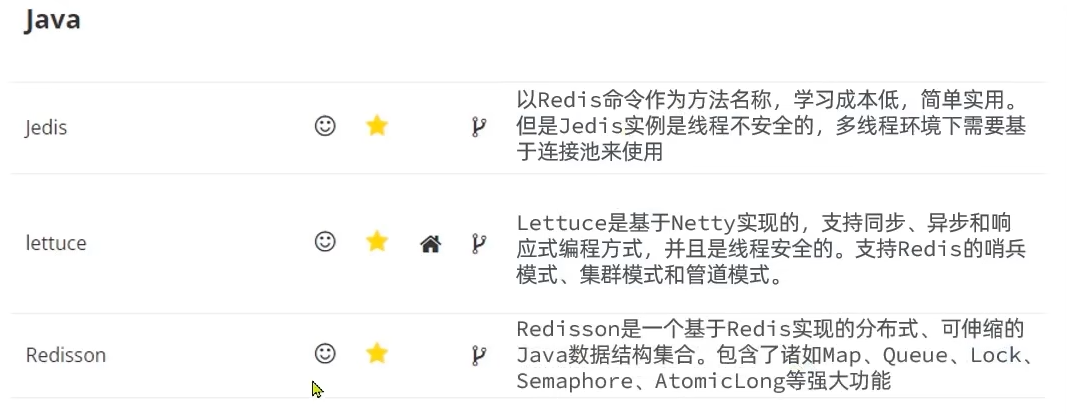 Java
Jedis
以Redis命令作为方法名称，学习成本低，简单实用。
但是Jedis实例是线程不安全的，多线程环境下需要基
于连接池来使用
lettuce
Lettuce是基于Netty实现的，支持同步、异步和响
应式编程方式，并且是线程安全的。支持Redis的哨兵
模式、集群模式和管道模式。
Redisson
Redisson是一个基于Redis实现的分布式、可伸缩的
Java数据结构集合。包含了诸如Map、Queue、Lock、
Semaphore、AtomicLong等强大功能